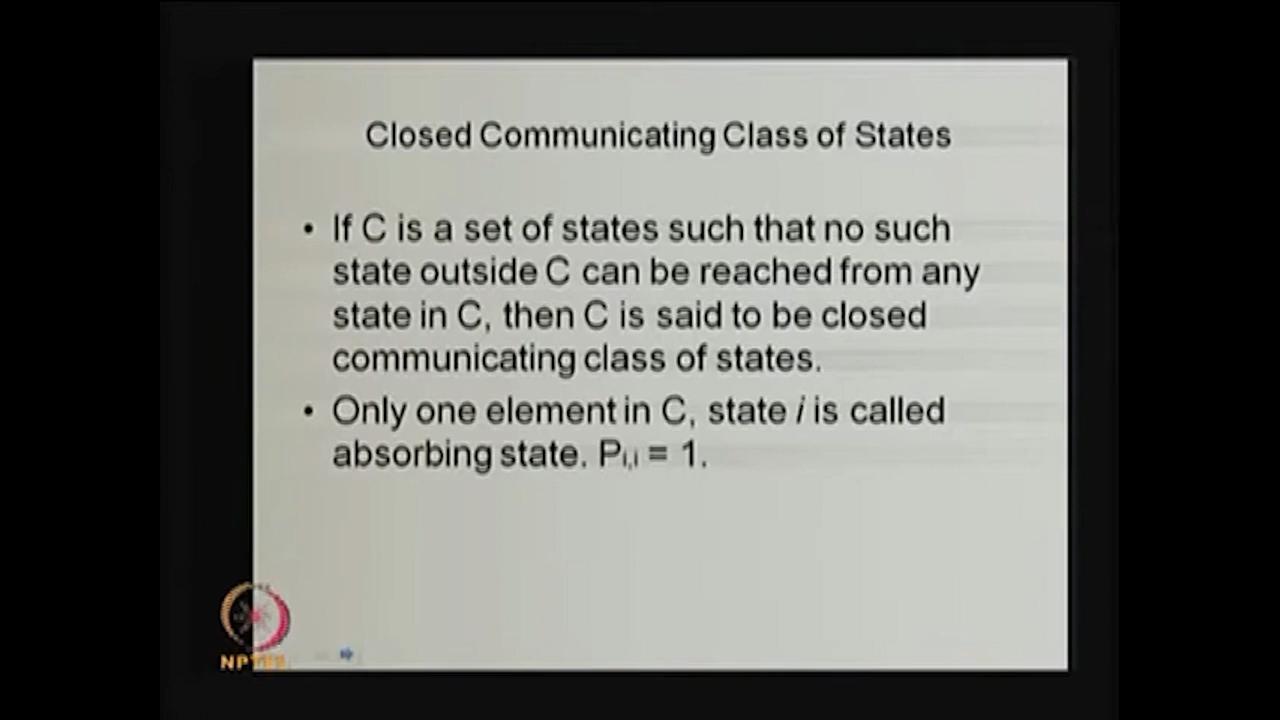 Closed Communicating Class of States
• If C is a set of states such that no such
state outside C can be reached from any
state in C, then C is said to be closed
communicating class of states.
• Only one element in C, state i is called
absorbing state. Pi,i = 1.
NPTEL